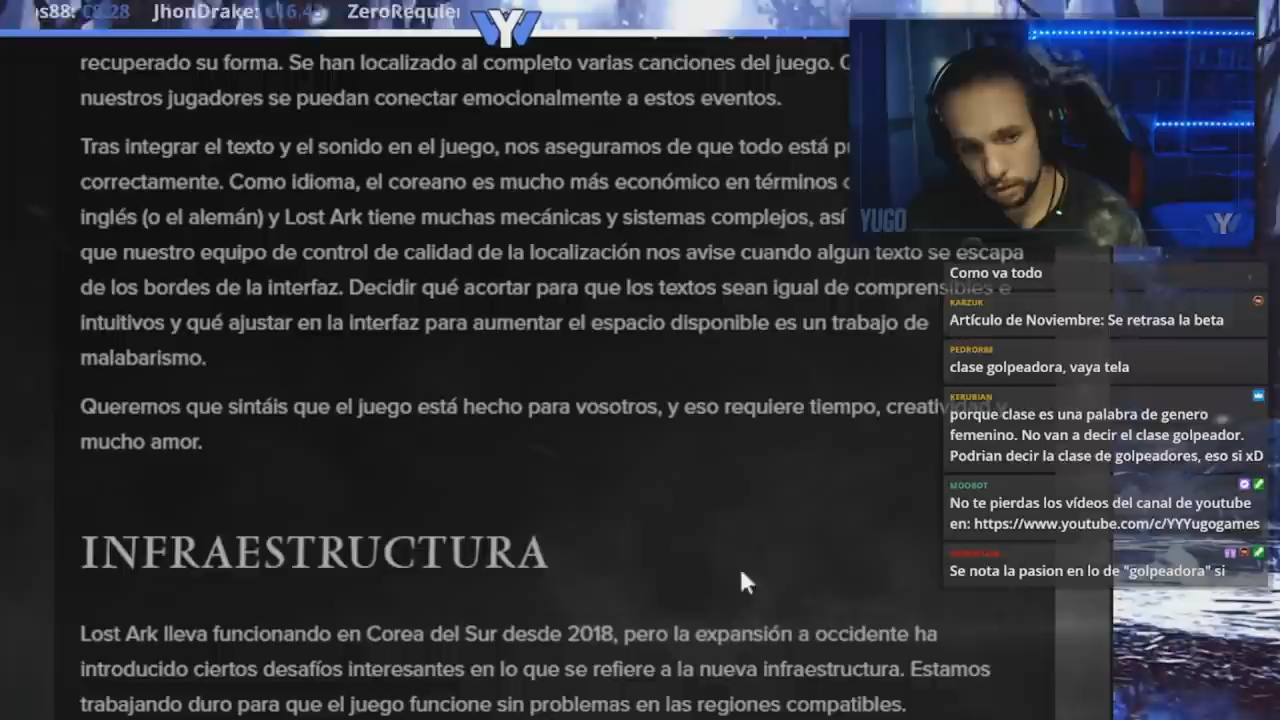 JhonDrake:
recuperado su forma. Se han localizado al completo varias canciones del juego.
nuestros jugadores se puedan conectar emocionalmente a estos eventos.
Tras integrar el texto y el sonido en el juego, nos aseguramos de que todo está
correctamente. Como idioma, el coreano es mucho más económico en términos
inglés (o el alemán) y Lost Ark tiene muchas mecánicas y sistemas complejos, así
que nuestro equipo de control de calidad de la localización nos avise cuando algún texto se escapa
de los bordes de la interfaz. Decidir qué acortar para que los textos sean igual de comprensibles e
intuitivos y qué ajustar en la interfaz para aumentar el espacio disponible es un trabajo de
malabarismo.
Queremos que sintáis que el juego está hecho para vosotros, y eso requiere tiempo, creatividad y
mucho amor.
INFRAESTRUCTURA
Lost Ark lleva funcionando en Corea del Sur desde 2018, pero la expansión a occidente ha
introducido ciertos desafíos interesantes en lo que se refiere a la nueva infraestructura. Estamos
trabajando duro para que el juego funcione sin problemas en las regiones compatibles.
YUGO
Como va todo
KARZUK
Artículo de Noviembre: Se retrasa la beta
PEDROR88
clase golpeadora, vaya tela
KERUBIAN
porque clase es una palabra de genero
femenino. No van a decir el clase golpeador.
Podrian decir la clase de golpeadores, eso si xD
MOOBOT
No te pierdas los vídeos del canal de youtube
en: https://www.youtube.com/c/YYYugogames
Se nota la pasion en lo de "golpeadora" si